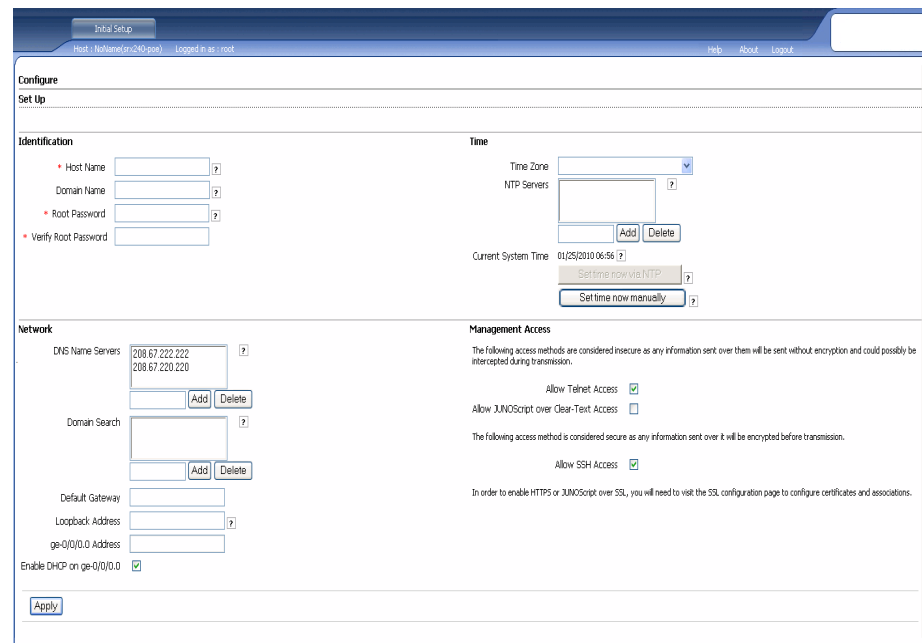 Initial Setup
Host : NoName(srx240-poe) Logged in as : root
Help About Logout
Configure
Set Up
Identification
* Host Name ?
Domain Name ?
* Root Password ?
* Verify Root Password
Time
Time Zone
NTP Servers ?
Add Delete
Current System Time 01/25/2010 06:56 ?
Set time now via NTP ?
Set time now manually ?
Network
DNS Name Servers ?
208.67.222.222
208.67.220.220
Add Delete
Domain Search ?
Add Delete
Default Gateway
Loopback Address ?
ge-0/0/0.0 Address
Enable DHCP on ge-0/0/0.0
Management Access
The following access methods are considered insecure as any information sent over them will be sent without encryption and could possibly be
intercepted during transmission.
Allow Telnet Access
Allow JUNOScript over Clear-Text Access
The following access method is considered secure as any information sent over it will be encrypted before transmission.
Allow SSH Access
In order to enable HTTPS or JUNOScript over SSL, you will need to visit the SSL configuration page to configure certificates and associations.
Apply